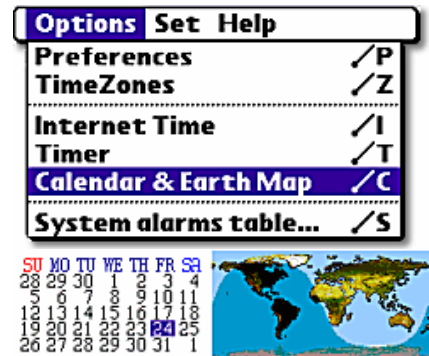 Options Set Help
Preferences /P
TimeZones /Z
Internet Time /I
Timer /T
Calendar & Earth Map /C
System alarms table... /S
SU MO TU WE TH FR SA
28 29 30 1 2 3 4
5 6 7 8 9 10 11
12 13 14 15 16 17 18
19 20 21 22 23 24 25
26 27 28 29 30 31 1